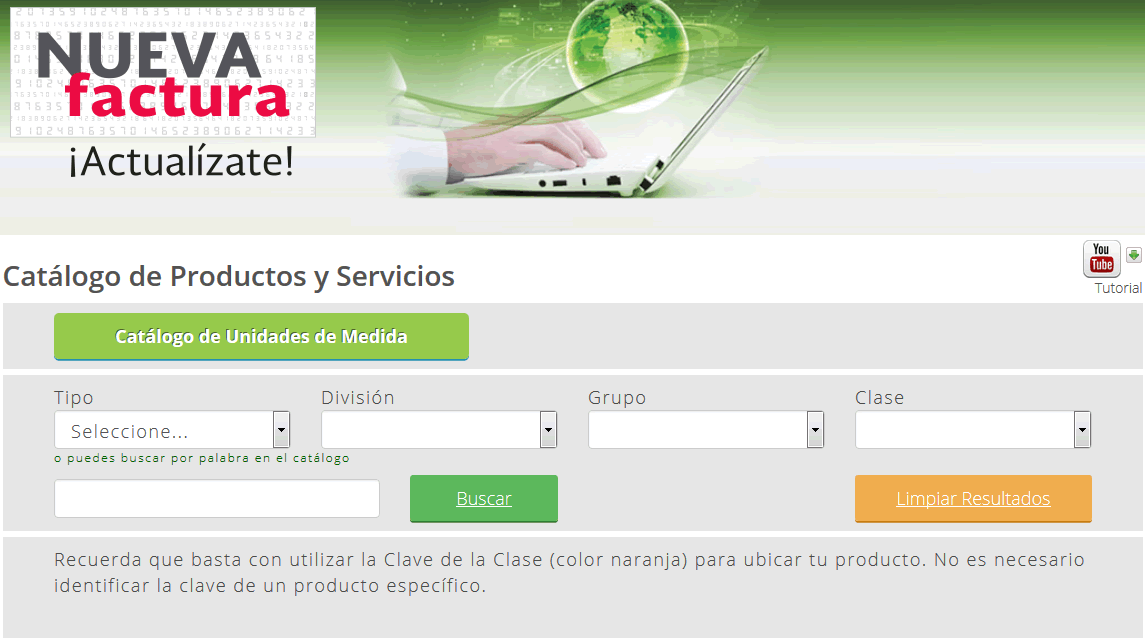 NUEVA
factura
¡Actualízate!
You
Tube
Catálogo de Productos y Servicios
Tutorial
Catálogo de Unidades de Medida
Tipo División Grupo Clase
Seleccione...
o puedes buscar por palabra en el catálogo
Buscar Limpiar Resultados
Recuerda que basta con utilizar la Clave de la Clase (color naranja) para ubicar tu producto. No es necesario
identificar la clave de un producto específico.